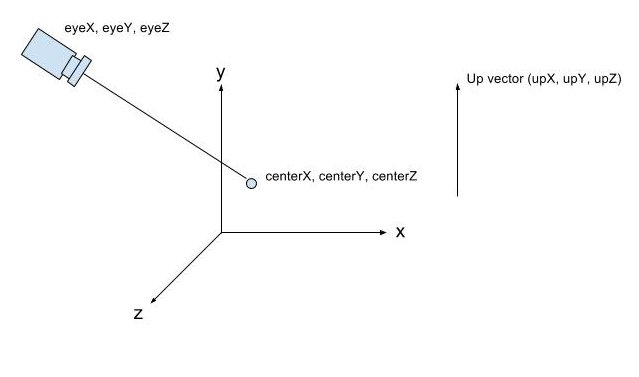 eyeX, eyeY, eyeZ
y
Up vector (upX, upY, upZ)
centerX, centerY, centerZ
x
z